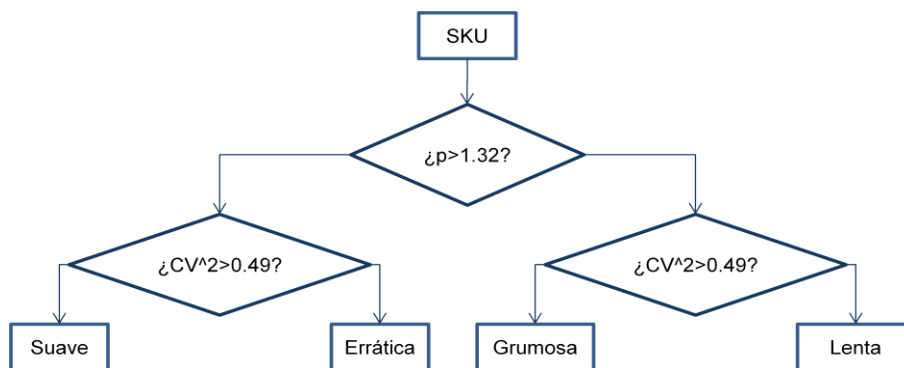 SKU
¿p>1.32?
¿CV^2>0.49?
¿CV^2>0.49?
Suave
Errática
Grumosa
Lenta